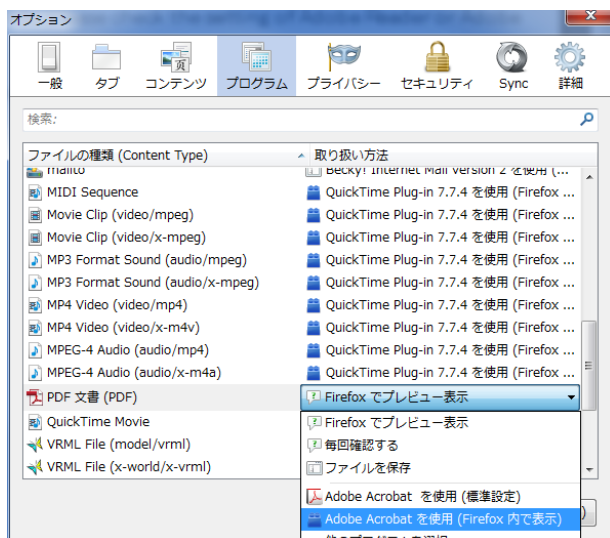 オプション
一般 タブ コンテンツ プログラム プライバシー セキュリティ Sync 詳細
検索:
ファイルの種類 (Content Type) 取り扱い方法
mailto Becky! Internet Mail version 2 を使用 (...
MIDI Sequence QuickTime Plug-in 7.7.4 を使用 (Firefox ...
Movie Clip (video/mpeg) QuickTime Plug-in 7.7.4 を使用 (Firefox ...
Movie Clip (video/x-mpeg) QuickTime Plug-in 7.7.4 を使用 (Firefox ...
MP3 Format Sound (audio/mpeg) QuickTime Plug-in 7.7.4 を使用 (Firefox ...
MP3 Format Sound (audio/x-mpeg) QuickTime Plug-in 7.7.4 を使用 (Firefox ...
MP4 Video (video/mp4) QuickTime Plug-in 7.7.4 を使用 (Firefox ...
MP4 Video (video/x-m4v) QuickTime Plug-in 7.7.4 を使用 (Firefox ...
MPEG-4 Audio (audio/mp4) QuickTime Plug-in 7.7.4 を使用 (Firefox ...
MPEG-4 Audio (audio/x-m4a) QuickTime Plug-in 7.7.4 を使用 (Firefox ...
PDF 文書 (PDF) Firefox でプレビュー表示
QuickTime Movie Firefox でプレビュー表示
VRML File (model/vrml) 毎回確認する
VRML File (x-world/x-vrml) ファイルを保存
Adobe Acrobat を使用 (標準設定)
Adobe Acrobat を使用 (Firefox 内で表示)